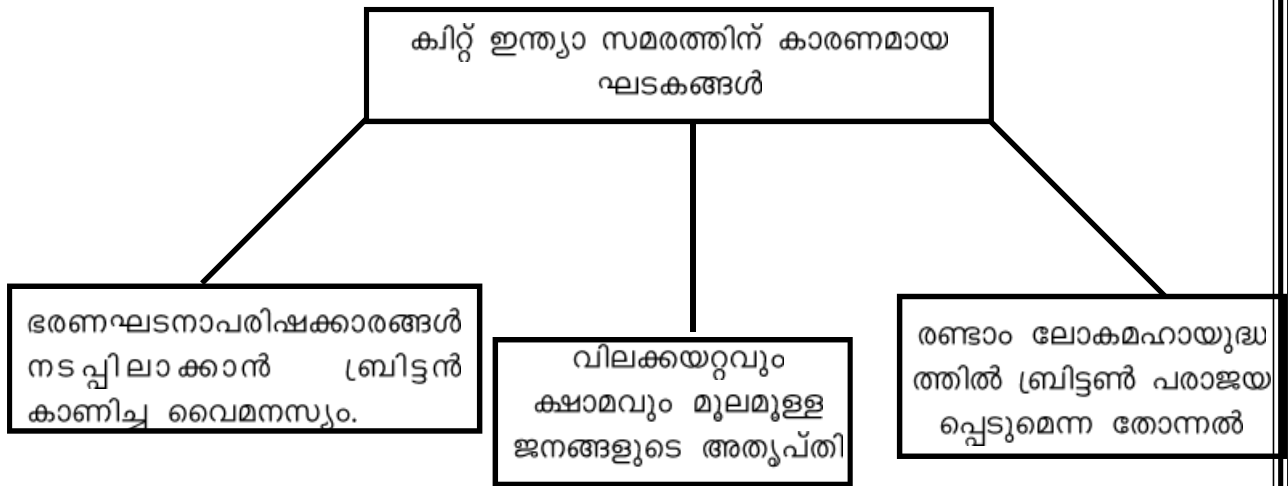 ക്വിറ്റ് ഇന്ത്യാ സമരത്തിന് കാരണമായ
ഘടകങ്ങൾ
ഭരണഘടനാപരിഷക്കാരങ്ങൾ
നടപ്പിലാക്കാൻ ബ്രിട്ടൻ
കാണിച്ച വൈമനസ്യം.
വിലക്കയറ്റവും
ക്ഷാമവും മൂലമൂള്ള
ജനങ്ങളുടെ അതൃപ്തി
രണ്ടാം ലോകമഹായുദ്ധ
ത്തിൽ ബ്രിട്ടൺ പരാജയ
പ്പെടുമെന്ന തോന്നൽ